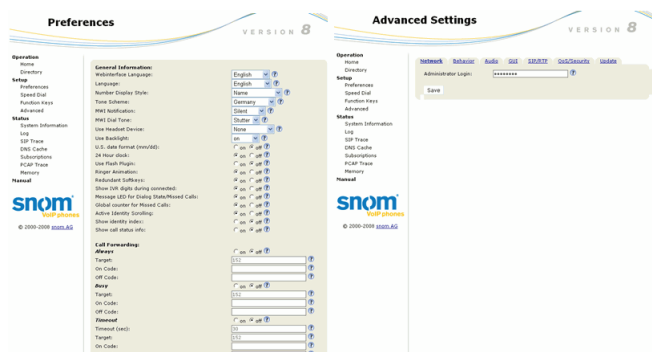 Preferences
VERSION 8
Operation
Home
Directory
Setup
Preferences
Speed Dial
Function Keys
Advanced
Status
System Information
Log
SIP Trace
DNS Cache
Subscriptions
PCAP Trace
Memory
Manual
snom
VoIP phones
© 2000-2008 snom AG
General Information:
Webinterface Language: English
Language: English
Number Display Style: Name
Tone Scheme: Germany
MWI Notification: Silent
MWI Dial Tone: Stutter
Use Headset Device: None
Use Backlight: on
U.S. date format (mm/dd): on off
24 Hour clock: on off
Use Flash Plugin: on off
Ringer Animation: on off
Redundant Softkeys: on off
Show IVR digits during connected: on off
Message LED for Dialog State/Missed Calls: on off
Global counter for Missed Calls: on off
Active Identity Scrolling: on off
Show identity index: on off
Show call status info: on off
Call Forwarding:
Always on off
Target: 152
On Code:
Off Code:
Busy on off
Target: 152
On Code:
Off Code:
Timeout on off
Timeout (sec): 30
Target: 152
On Code:
Advanced Settings
VERSION 8
Operation
Home
Directory
Setup
Preferences
Speed Dial
Function Keys
Advanced
Status
System Information
Log
SIP Trace
DNS Cache
Subscriptions
PCAP Trace
Memory
Manual
snom
VoIP phones
© 2000-2008 snom AG
Network Behavior Audio GUI SIP/RTP QoS/Security Update
Administrator Login: ********
Save